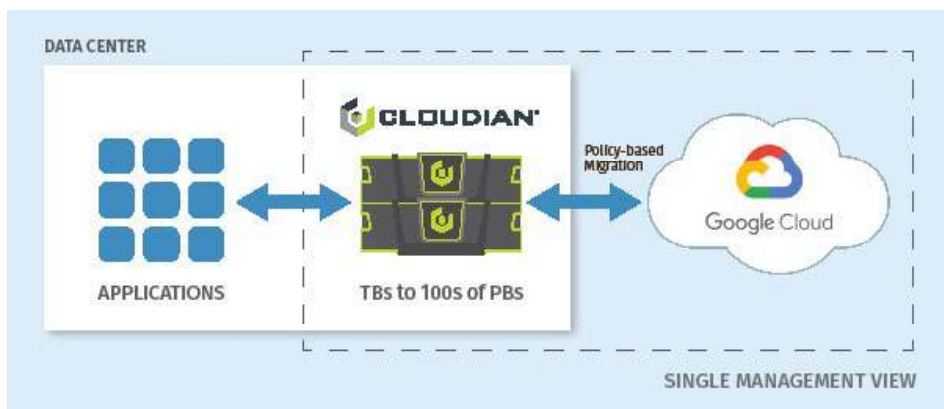 DATA CENTER
CLOUDIAN®
Policy-based
Migration
Google Cloud
APPLICATIONS
TBs to 100s of PBs
SINGLE MANAGEMENT VIEW